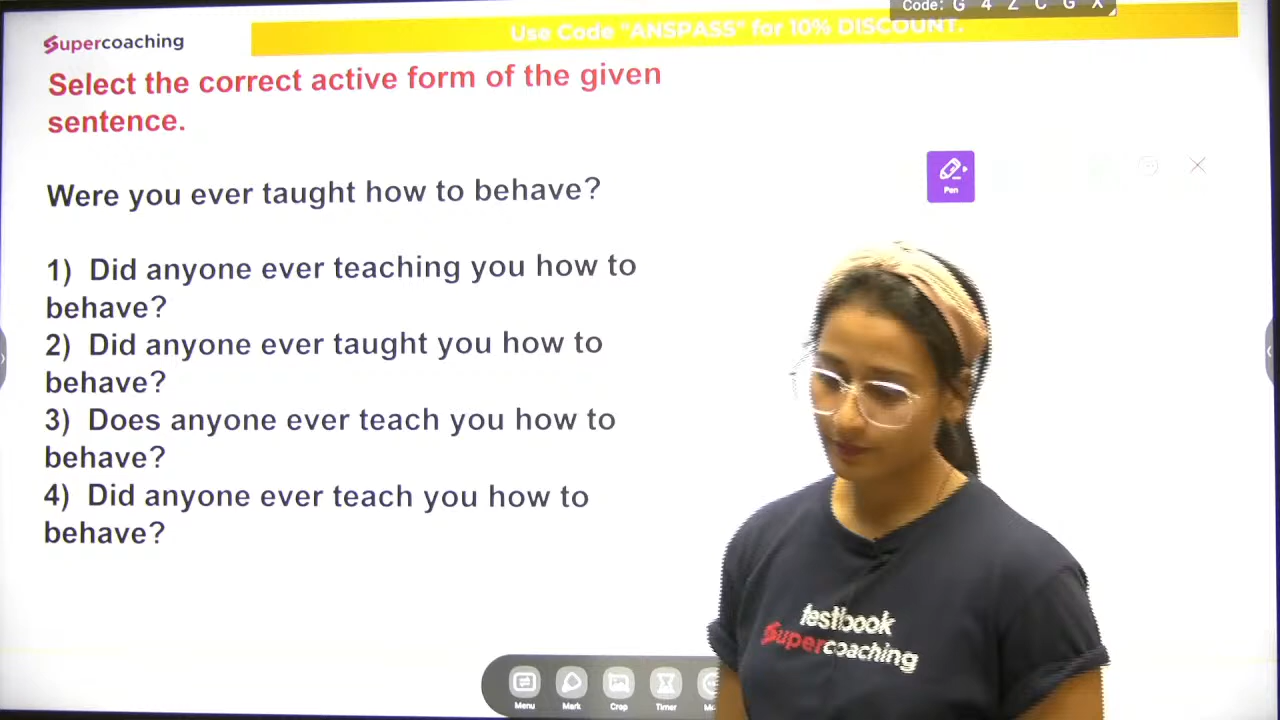 Code: G 4 Z C G X
Use Code "ANSPASS" for 10% DISCOUNT.
Supercoaching
Select the correct active form of the given
sentence.
Were you ever taught how to behave?
Pen
1) Did anyone ever teaching you how to
behave?
2) Did anyone ever taught you how to
behave?
3) Does anyone ever teach you how to
behave?
4) Did anyone ever teach you how to
behave?
testbook
Supercoaching
Menu
Mark
Crop
Timer